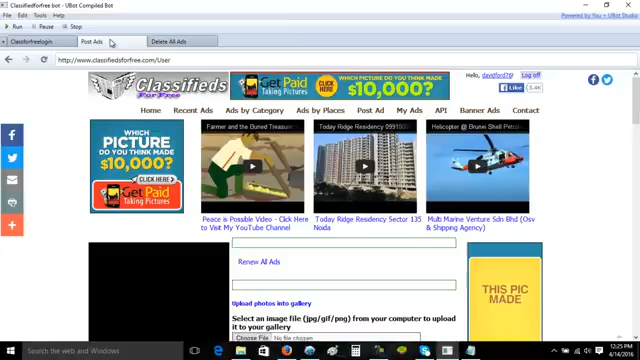 Classifiedsforfree bot - UBot Compiled Bot
File Edit Tools Help
Powered by You + UBot Studio
Run Pause Stop
Classforfreelogin Post Ads Delete All Ads
http://www.classifiedsforfree.com/User
Classifieds
For Free
Get Paid
Taking Pictures
WHICH PICTURE
DO YOU THINK MADE
$10,000?
CLICK HERE
Hello, davidford76! Log off
Like 3.4K
Home Recent Ads Ads by Category Ads by Places Post Ad My Ads API Banner Ads Contact
WHICH
PICTURE
DO YOU THINK MADE
$10,000?
CLICK HERE
Get Paid
Taking Pictures
Farmer and the Buried Treasure
Today Ridge Residency 0991009
Helicopter @ Brunei Shell Petrol
Peace is Possible Video - Click Here
to Visit My YouTube Channel
Today Ridge Residency Sector 135
Noida
Multi Marine Venture Sdn Bhd (Osv
& Shipping Agency)
Renew All Ads
Upload photos into gallery
Select an image file (jpg/gif/png) from your computer to
upload it to your gallery
Choose File No file chosen
THIS PIC
MADE
Search the web and Windows
12:25 PM
4/14/2016